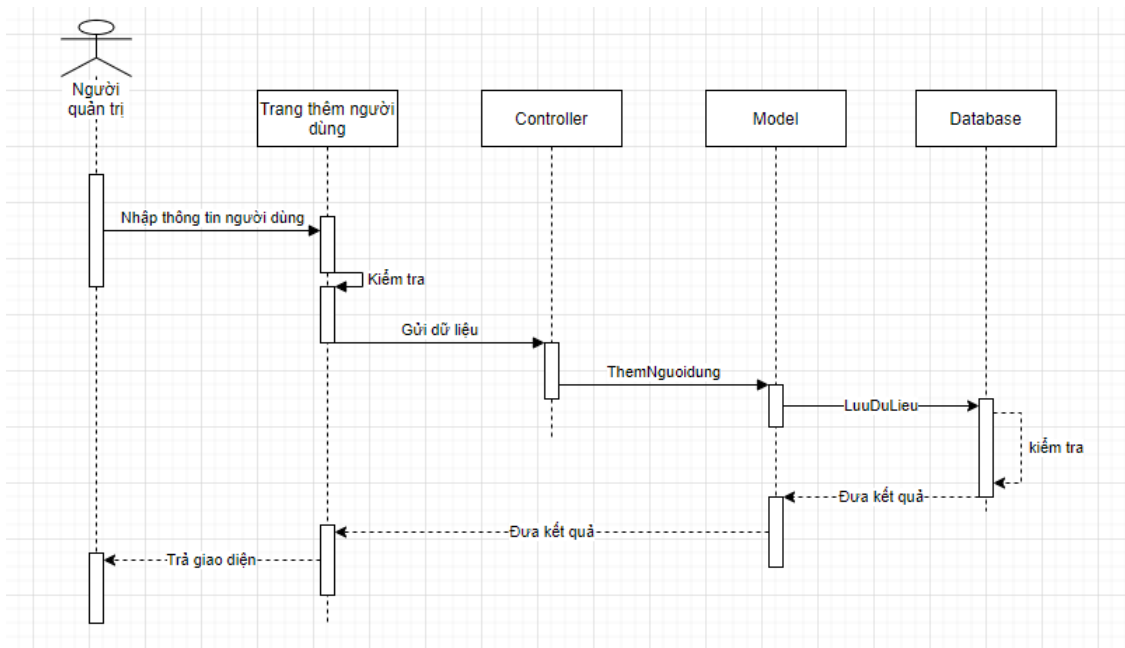 Người
quản trị
Trang thêm người
dùng
Controller
Model
Database
Nhập thông tin người dùng
Kiểm tra
Gửi dữ liệu
ThemNguoidung
LuuDuLieu
kiểm tra
Đưa kết quả
Đưa kết quả
Trả giao diện